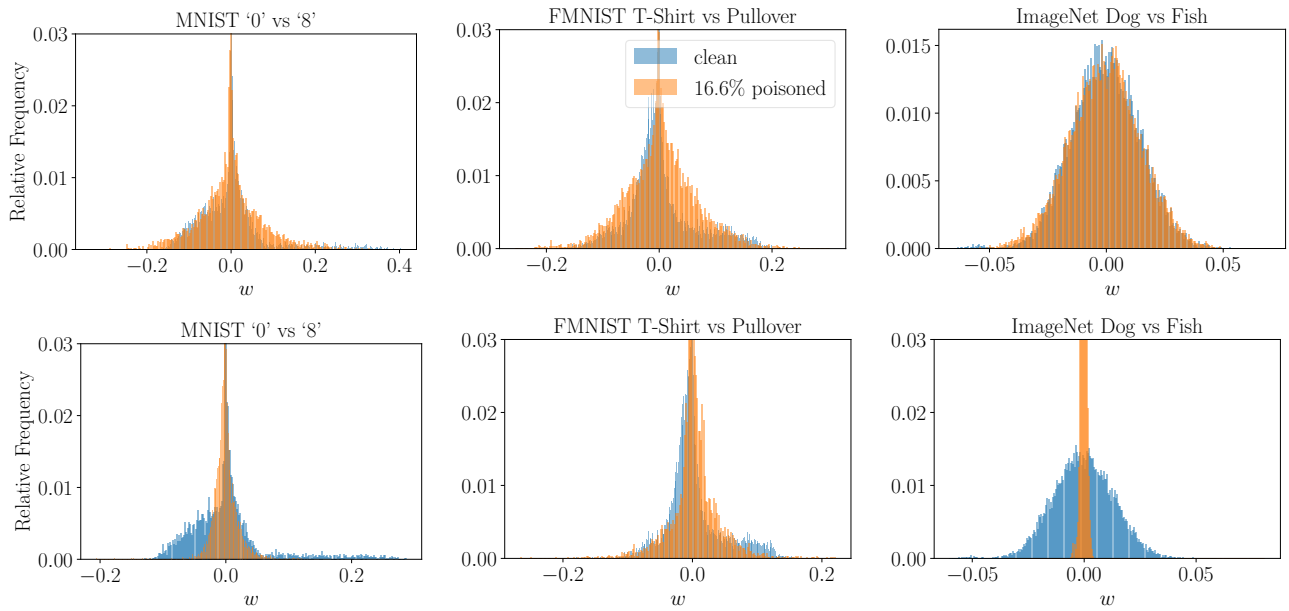 MNIST ‘0’ vs ‘8’
FMNIST T-Shirt vs Pullover
ImageNet Dog vs Fish
Relative Frequency
0.03
0.02
0.01
0.00
−0.2
0.0
0.2
0.4
w
clean
16.6% poisoned
0.03
0.02
0.01
0.00
−0.2
0.0
0.2
w
0.015
0.010
0.005
0.000
−0.05
0.00
0.05
w
MNIST ‘0’ vs ‘8’
FMNIST T-Shirt vs Pullover
ImageNet Dog vs Fish
Relative Frequency
0.03
0.02
0.01
0.00
−0.2
0.0
0.2
w
0.03
0.02
0.01
0.00
−0.2
0.0
0.2
w
0.03
0.02
0.01
0.00
−0.05
0.00
0.05
w